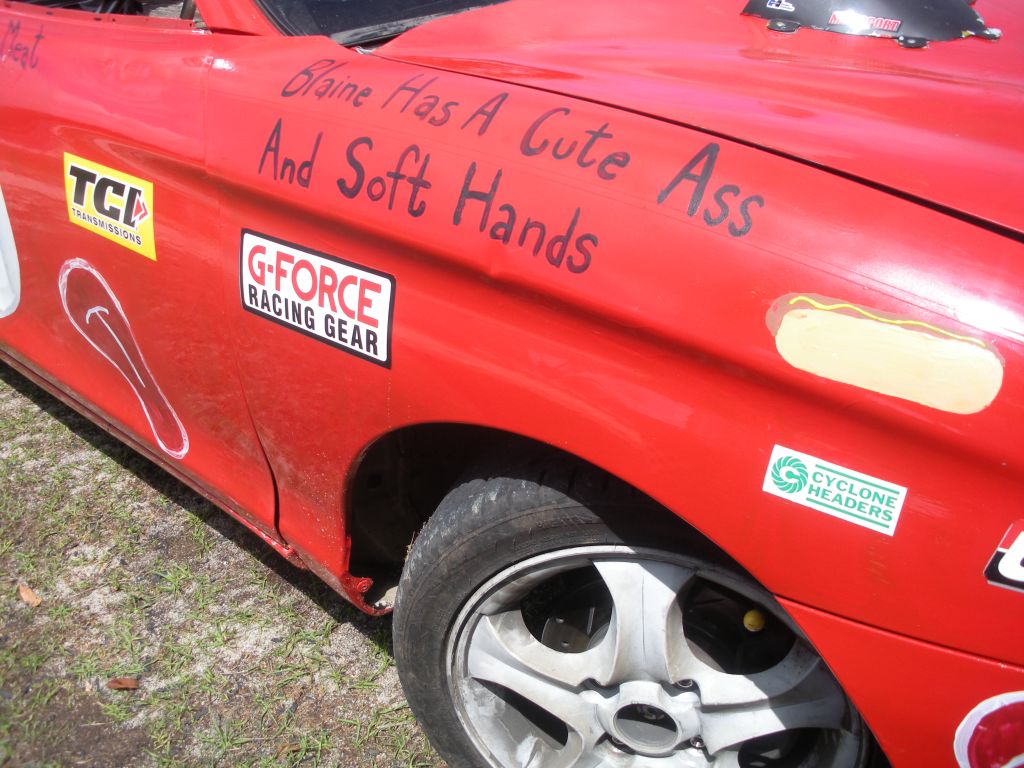 Meat
Blaine Has A Cute Ass
And Soft Hands
TCI
TRANSMISSIONS
G-FORCE
RACING GEAR
CYCLONE
HEADERS